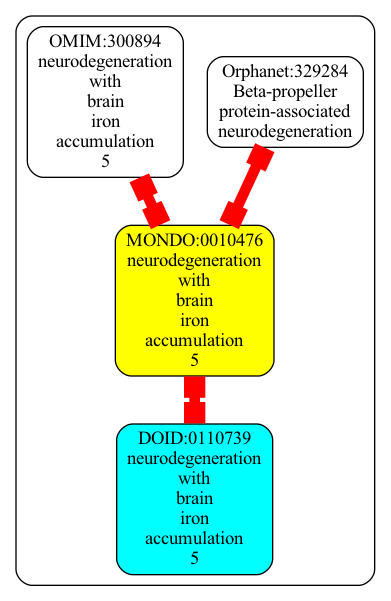 OMIM:300894
neurodegeneration
with
brain
iron
accumulation
5
Orphanet:329284
Beta-propeller
protein-associated
neurodegeneration
MONDO:0010476
neurodegeneration
with
brain
iron
accumulation
5
DOID:0110739
neurodegeneration
with
brain
iron
accumulation
5